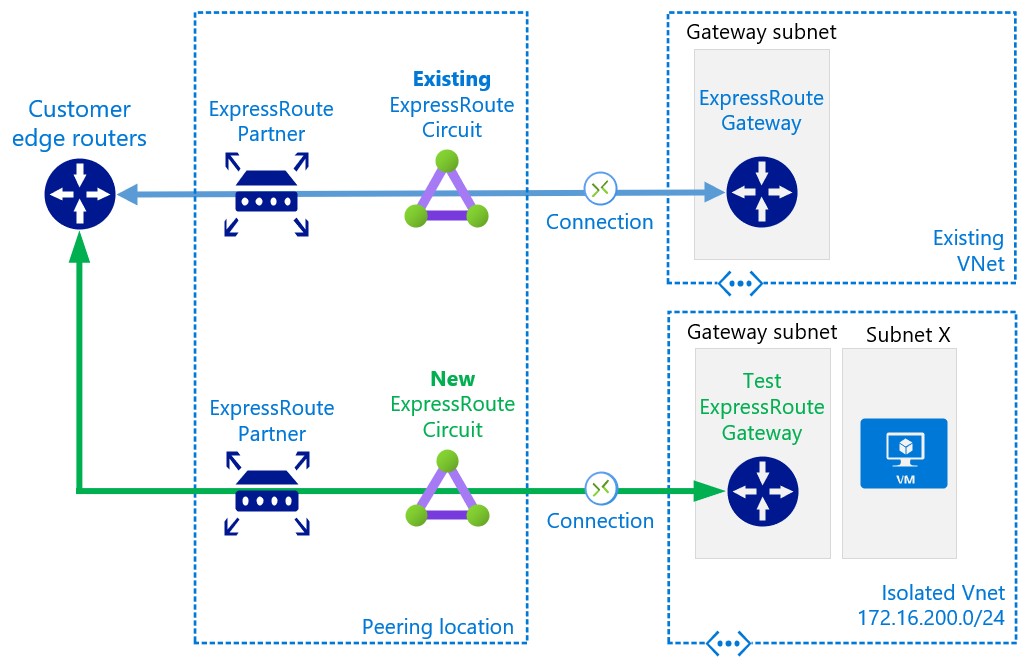 Customer
edge routers
ExpressRoute
Partner
Existing
ExpressRoute
Circuit
Connection
Gateway subnet
ExpressRoute
Gateway
Existing
VNet
ExpressRoute
Partner
New
ExpressRoute
Circuit
Connection
Gateway subnet
Test
ExpressRoute
Gateway
Subnet X
VM
Isolated Vnet
172.16.200.0/24
Peering location